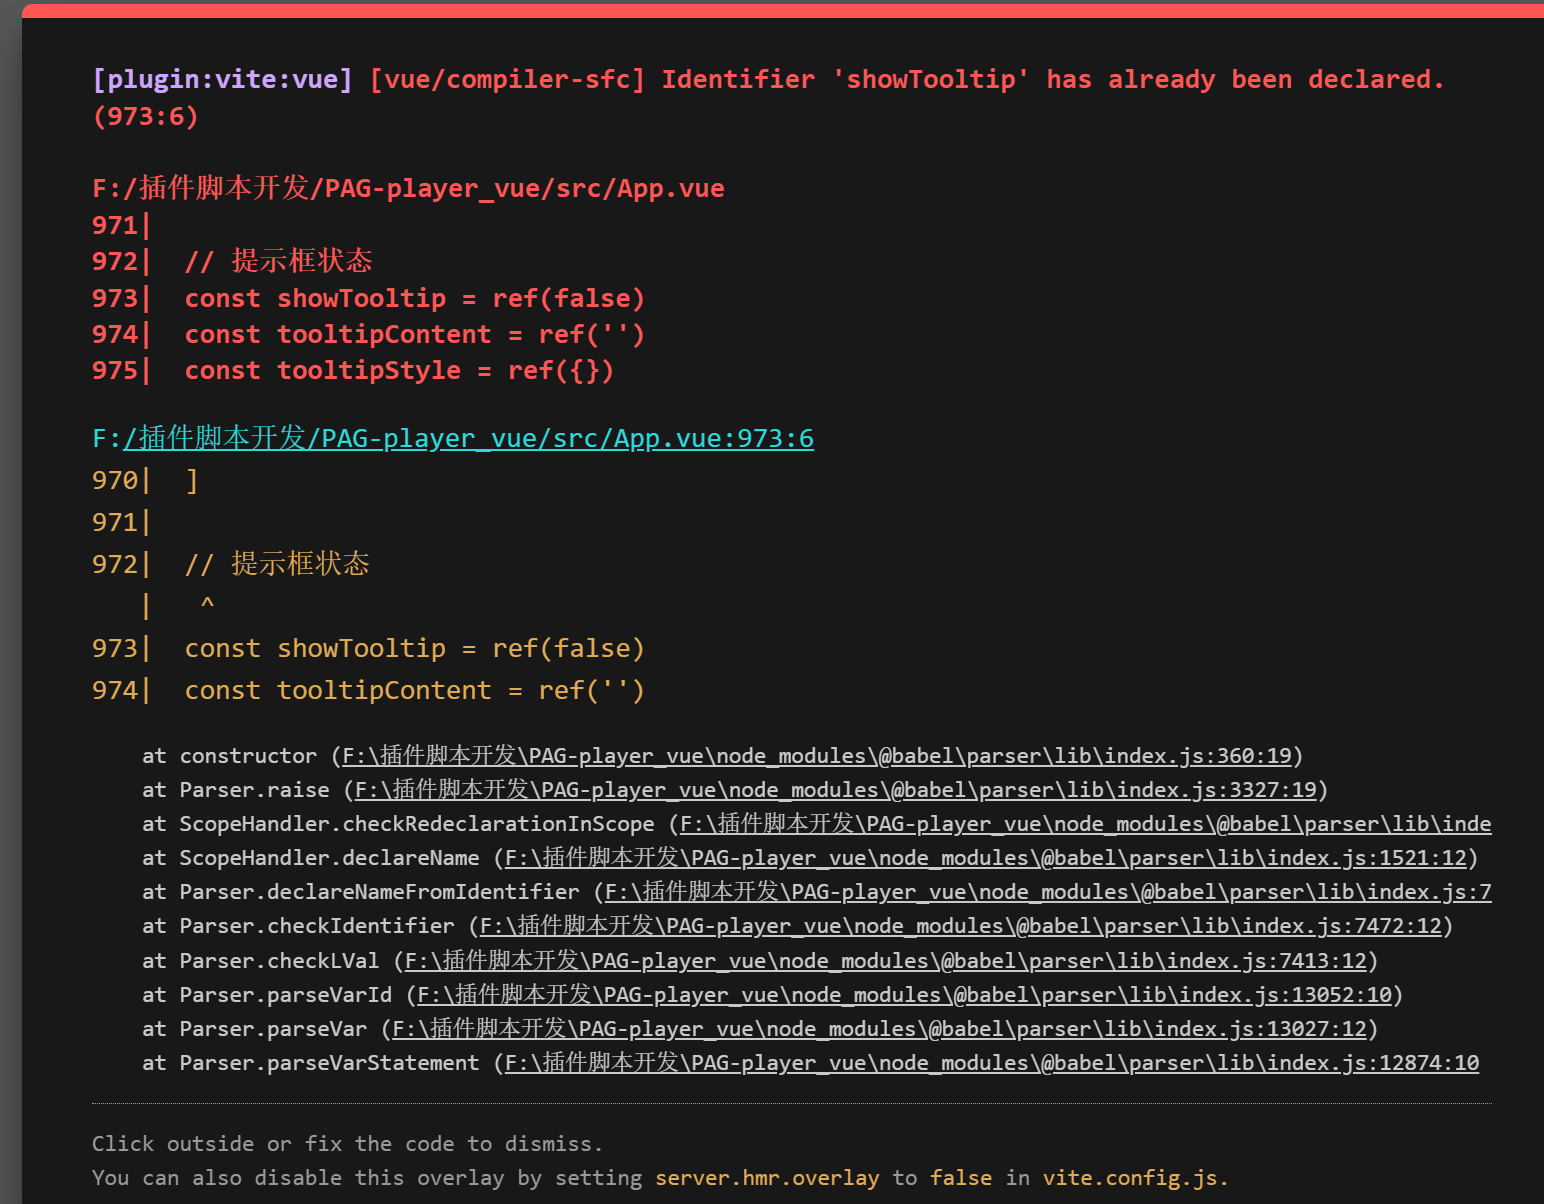 [plugin:vite:vue] [vue/compiler-sfc] Identifier 'showTooltip' has already been declared.
(973:6)
F:/插件脚本开发/PAG-player_vue/src/App.vue
971|
972|  // 提示框状态
973|  const showTooltip = ref(false)
974|  const tooltipContent = ref('')
975|  const tooltipStyle = ref({})
F:/插件脚本开发/PAG-player_vue/src/App.vue:973:6
970|  ]
971|
972|  // 提示框状态
   |   ^
973|  const showTooltip = ref(false)
974|  const tooltipContent = ref('')
at constructor (F:\插件脚本开发\PAG-player_vue\node_modules\@babel\parser\lib\index.js:360:19)
at Parser.raise (F:\插件脚本开发\PAG-player_vue\node_modules\@babel\parser\lib\index.js:3327:19)
at ScopeHandler.checkRedeclarationInScope (F:\插件脚本开发\PAG-player_vue\node_modules\@babel\parser\lib\inde
at ScopeHandler.declareName (F:\插件脚本开发\PAG-player_vue\node_modules\@babel\parser\lib\index.js:1521:12)
at Parser.declareNameFromIdentifier (F:\插件脚本开发\PAG-player_vue\node_modules\@babel\parser\lib\index.js:7
at Parser.checkIdentifier (F:\插件脚本开发\PAG-player_vue\node_modules\@babel\parser\lib\index.js:7472:12)
at Parser.checkLVal (F:\插件脚本开发\PAG-player_vue\node_modules\@babel\parser\lib\index.js:7413:12)
at Parser.parseVarId (F:\插件脚本开发\PAG-player_vue\node_modules\@babel\parser\lib\index.js:13052:10)
at Parser.parseVar (F:\插件脚本开发\PAG-player_vue\node_modules\@babel\parser\lib\index.js:13027:12)
at Parser.parseVarStatement (F:\插件脚本开发\PAG-player_vue\node_modules\@babel\parser\lib\index.js:12874:10
Click outside or fix the code to dismiss.
You can also disable this overlay by setting server.hmr.overlay to false in vite.config.js.